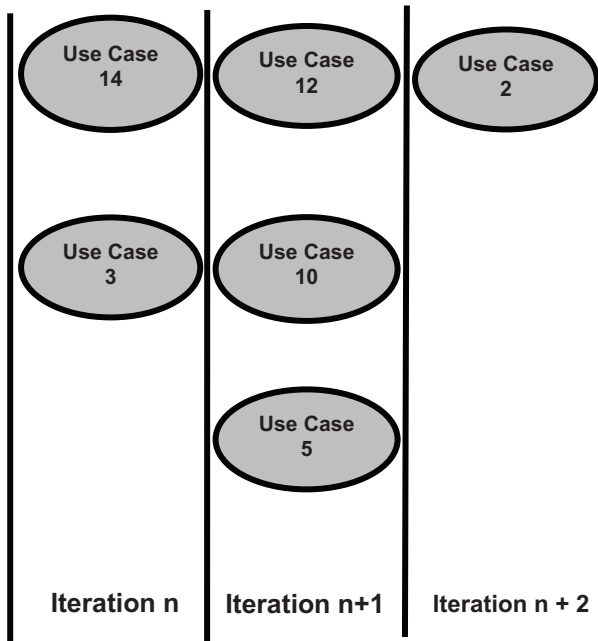 Use Case
14
Use Case
12
Use Case
2
Use Case
3
Use Case
10
Use Case
5
Iteration n
Iteration n+1
Iteration n + 2